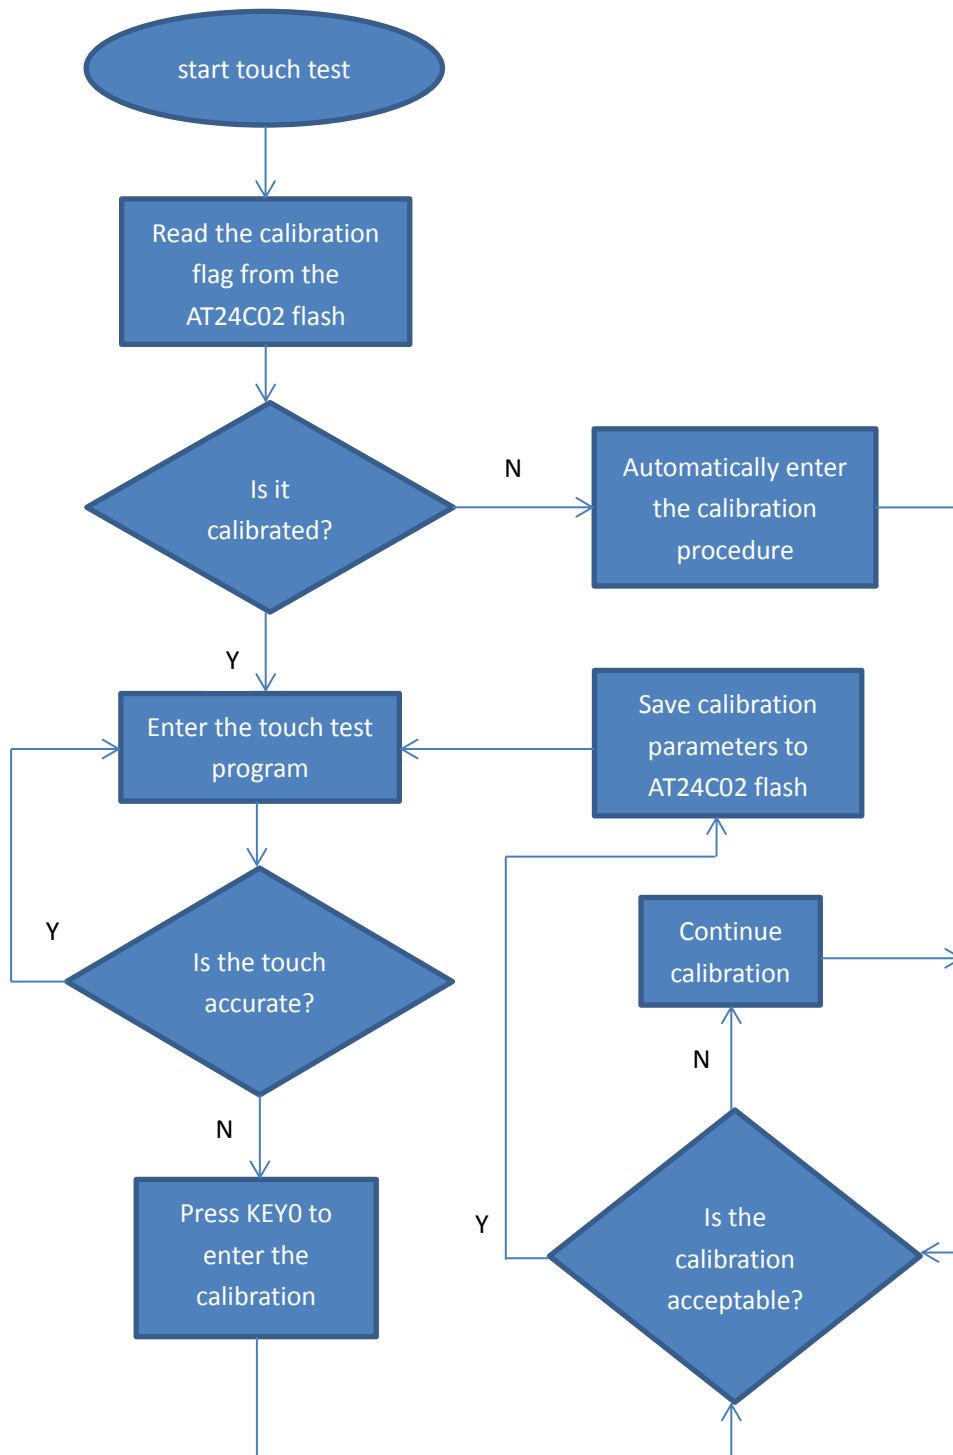 start touch test
Read the calibration
flag from the
AT24C02 flash
Is it
calibrated?
N
Automatically enter
the calibration
procedure
Y
Enter the touch test
program
Save calibration
parameters to
AT24C02 flash
Y
Is the touch
accurate?
Continue
calibration
N
N
Press KEY0 to
enter the
calibration
Y
Is the
calibration
acceptable?